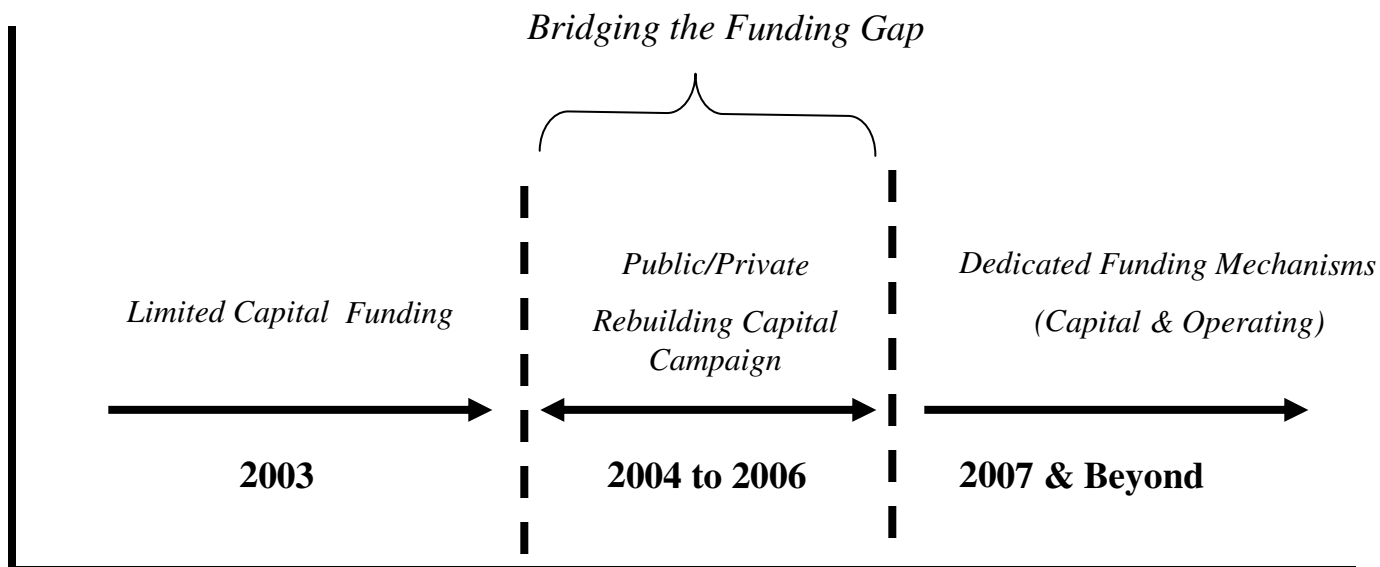 Bridging the Funding Gap
Limited Capital Funding
Public/Private
Rebuilding Capital
Campaign
Dedicated Funding Mechanisms
(Capital & Operating)
2003
2004 to 2006
2007 & Beyond